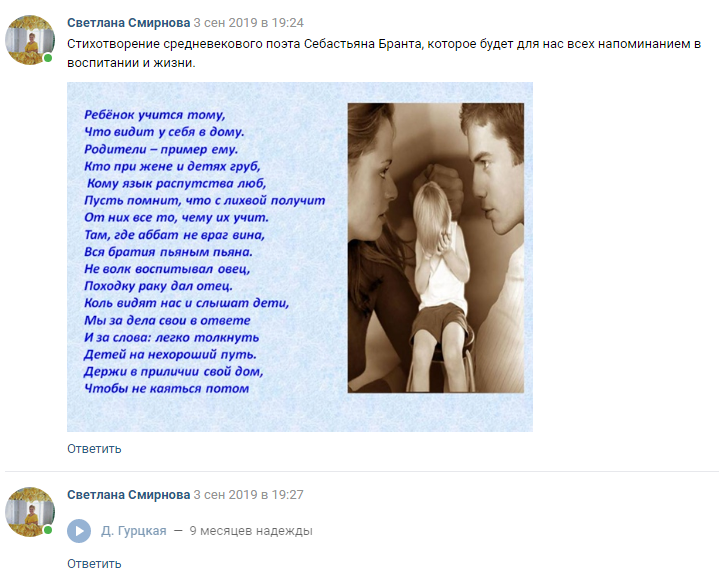 Светлана Смирнова 3 сен 2019 в 19:24
Стихотворение средневекового поэта Себастьяна Бранта, которое будет для нас всех напоминанием в
воспитании и жизни.
Ребёнок учится тому,
Что видит у себя в дому.
Родители – пример ему.
Кто при жене и детях груб,
Кому язык распутства люб,
Пусть помнит, что с лихвой получит
От них все то, чему их учит.
Там, где аббат не враг вина,
Вся братия пьяным пьяна.
Не волк воспитывал овец,
Походку раку дал отец.
Коль видят нас и слышат дети,
Мы за дела свои в ответе
И за слова: легко толкнуть
Детей на нехороший путь.
Держи в приличии свой дом,
Чтобы не каяться потом
Ответить
Светлана Смирнова 3 сен 2019 в 19:27
Д. Гурцкая — 9 месяцев надежды
Ответить